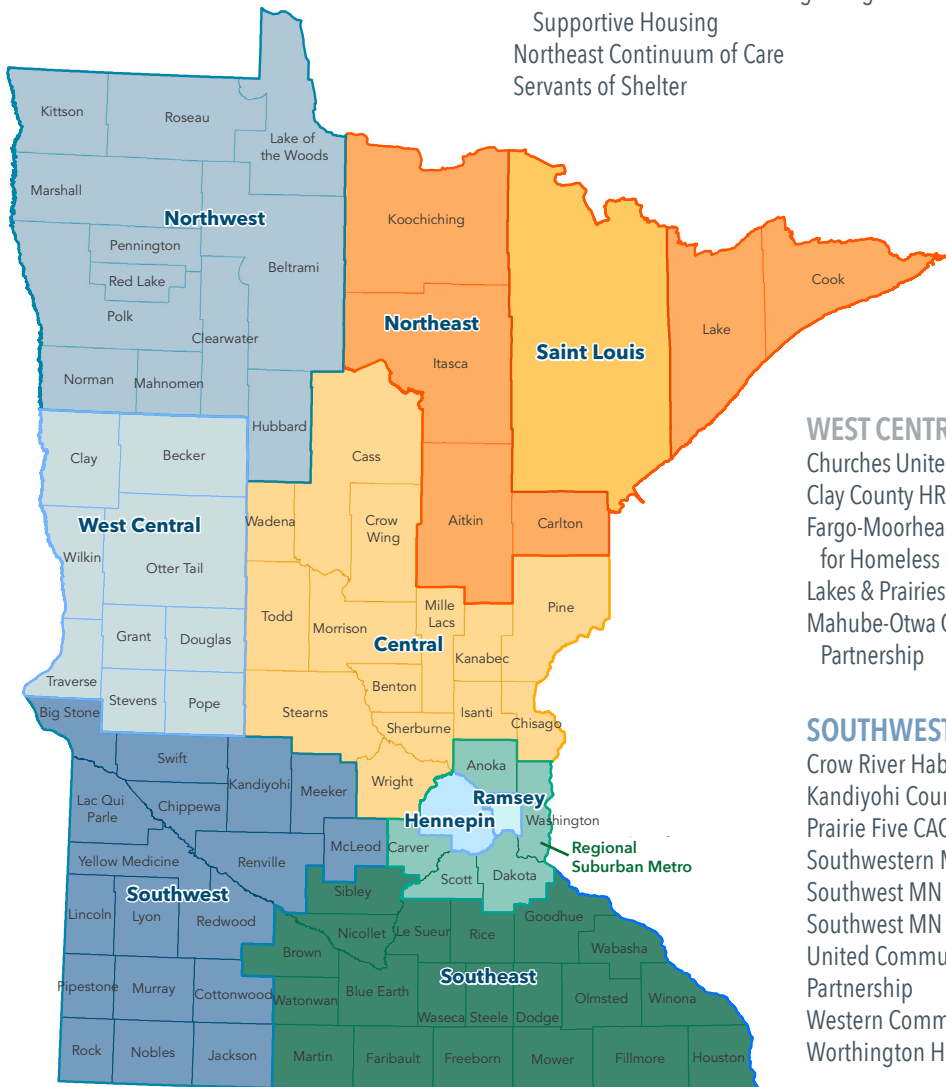 Supportive Housing
Northeast Continuum of Care
Servants of Shelter
Kittson
Roseau
Lake of
the Woods
Marshall
Northwest
Pennington
Beltrami
Red Lake
Polk
Clearwater
Norman
Mahnomen
Hubbard
Koochiching
Northeast
Itasca
Saint Louis
Lake
Cook
Aitkin
Carlton
Clay
Becker
West Central
Wilkin
Otter Tail
Grant
Douglas
Traverse
Stevens
Pope
Cass
Wadena
Crow
Wing
Todd
Morrison
Mille
Lacs
Pine
Central
Kanabec
Benton
Stearns
Isanti
Chisago
Sherburne
Wright
Anoka
Ramsey
Hennepin
Washington
Carver
Regional
Suburban Metro
Scott
Dakota
Big Stone
Swift
Kandiyohi
Meeker
Lac Qui
Parle
Chippewa
McLeod
Yellow Medicine
Renville
Southwest
Lincoln
Lyon
Redwood
Pipestone
Murray
Cottonwood
Rock
Nobles
Jackson
Sibley
Nicollet
Le Sueur
Rice
Goodhue
Wabasha
Brown
Southeast
Watonwan
Blue Earth
Waseca
Steele
Dodge
Olmsted
Winona
Martin
Faribault
Freeborn
Mower
Fillmore
Houston
WEST CENTR
Churches Unite
Clay County HR
Fargo-Moorhea
for Homeless
Lakes & Prairies
Mahube-Otwa C
Partnership
SOUTHWEST
Crow River Hab
Kandiyohi Cour
Prairie Five CAC
Southwestern M
Southwest MN
Southwest MN
United Commu
Partnership
Western Comm
Worthington H